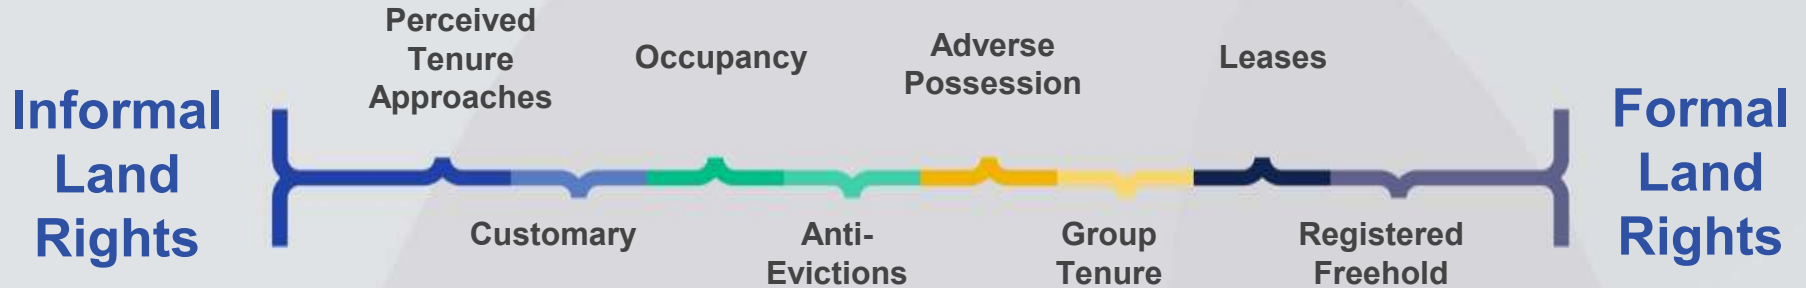 Informal
Land
Rights
Perceived
Tenure
Approaches
Customary
Occupancy
Anti-
Evictions
Adverse
Possession
Group
Tenure
Leases
Registered
Freehold
Formal
Land
Rights